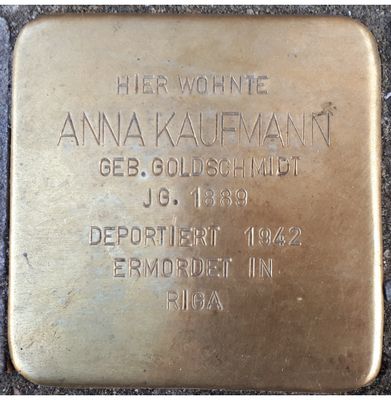 HIER WOHNTE
ANNA KAUFMANN
GEB. GOLDSCHMIDT
JG. 1889
DEPORTIERT 1942
ERMORDET IN
RIGA